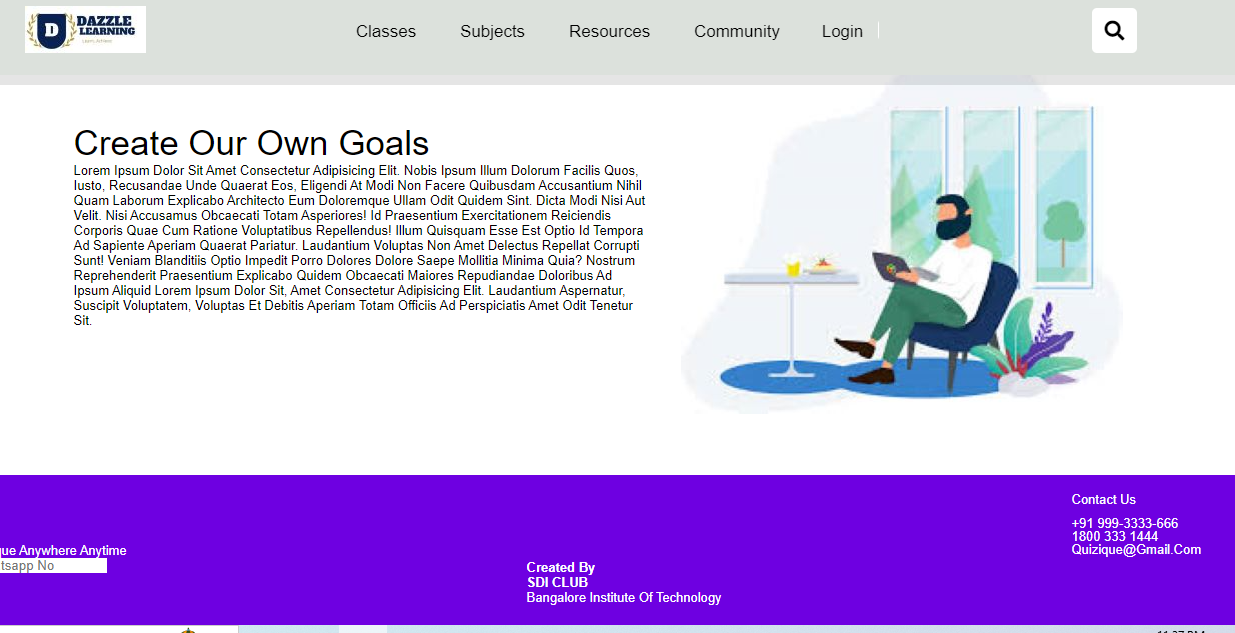 DAZZLE
LEARNING
Classes
Subjects
Resources
Community
Login
Create Our Own Goals
Lorem Ipsum Dolor Sit Amet Consectetur Adipisicing Elit. Nobis Ipsum Illum Dolorum Facilis Quos,
Iusto, Recusandae Unde Quaerat Eos, Eligendi At Modi Non Facere Quibusdam Accusantium Nihil
Quam Laborum Explicabo Architecto Eum Doloremque Ullam Odit Quidem Sint. Dicta Modi Nisi Aut
Velit. Nisi Accusamus Obcaecati Totam Asperiores! Id Praesentium Exercitationem Reiciendis
Corporis Quae Cum Ratione Voluptatibus Repellendus! Illum Quisquam Esse Est Optio Id Tempora
Ad Sapiente Aperiam Quaerat Pariatur. Laudantium Voluptas Non Amet Delectus Repellat Corrupti
Sunt! Veniam Blanditiis Optio Impedit Porro Dolores Dolore Saepe Mollitia Minima Quia? Nostrum
Reprehenderit Praesentium Explicabo Quidem Obcaecati Maiores Repudiandae Doloribus Ad
Ipsum Aliquid Lorem Ipsum Dolor Sit, Amet Consectetur Adipisicing Elit. Laudantium Aspernatur,
Suscipit Voluptatem, Voluptas Et Debitis Aperiam Totam Officiis Ad Perspiciatis Amet Odit Tenetur
Sit.
Contact Us
+91 999-3333-666
1800 333 1444
Quizique@Gmail.Com
que Anywhere Anytime
tsapp No
Created By
SDI CLUB
Bangalore Institute Of Technology